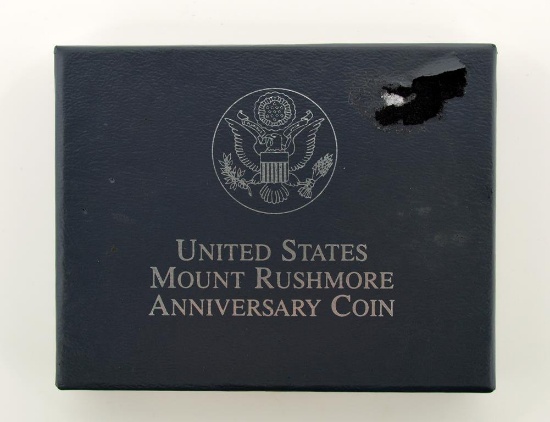 UNITED STATES
MOUNT RUSHMORE
ANNIVERSARY COIN